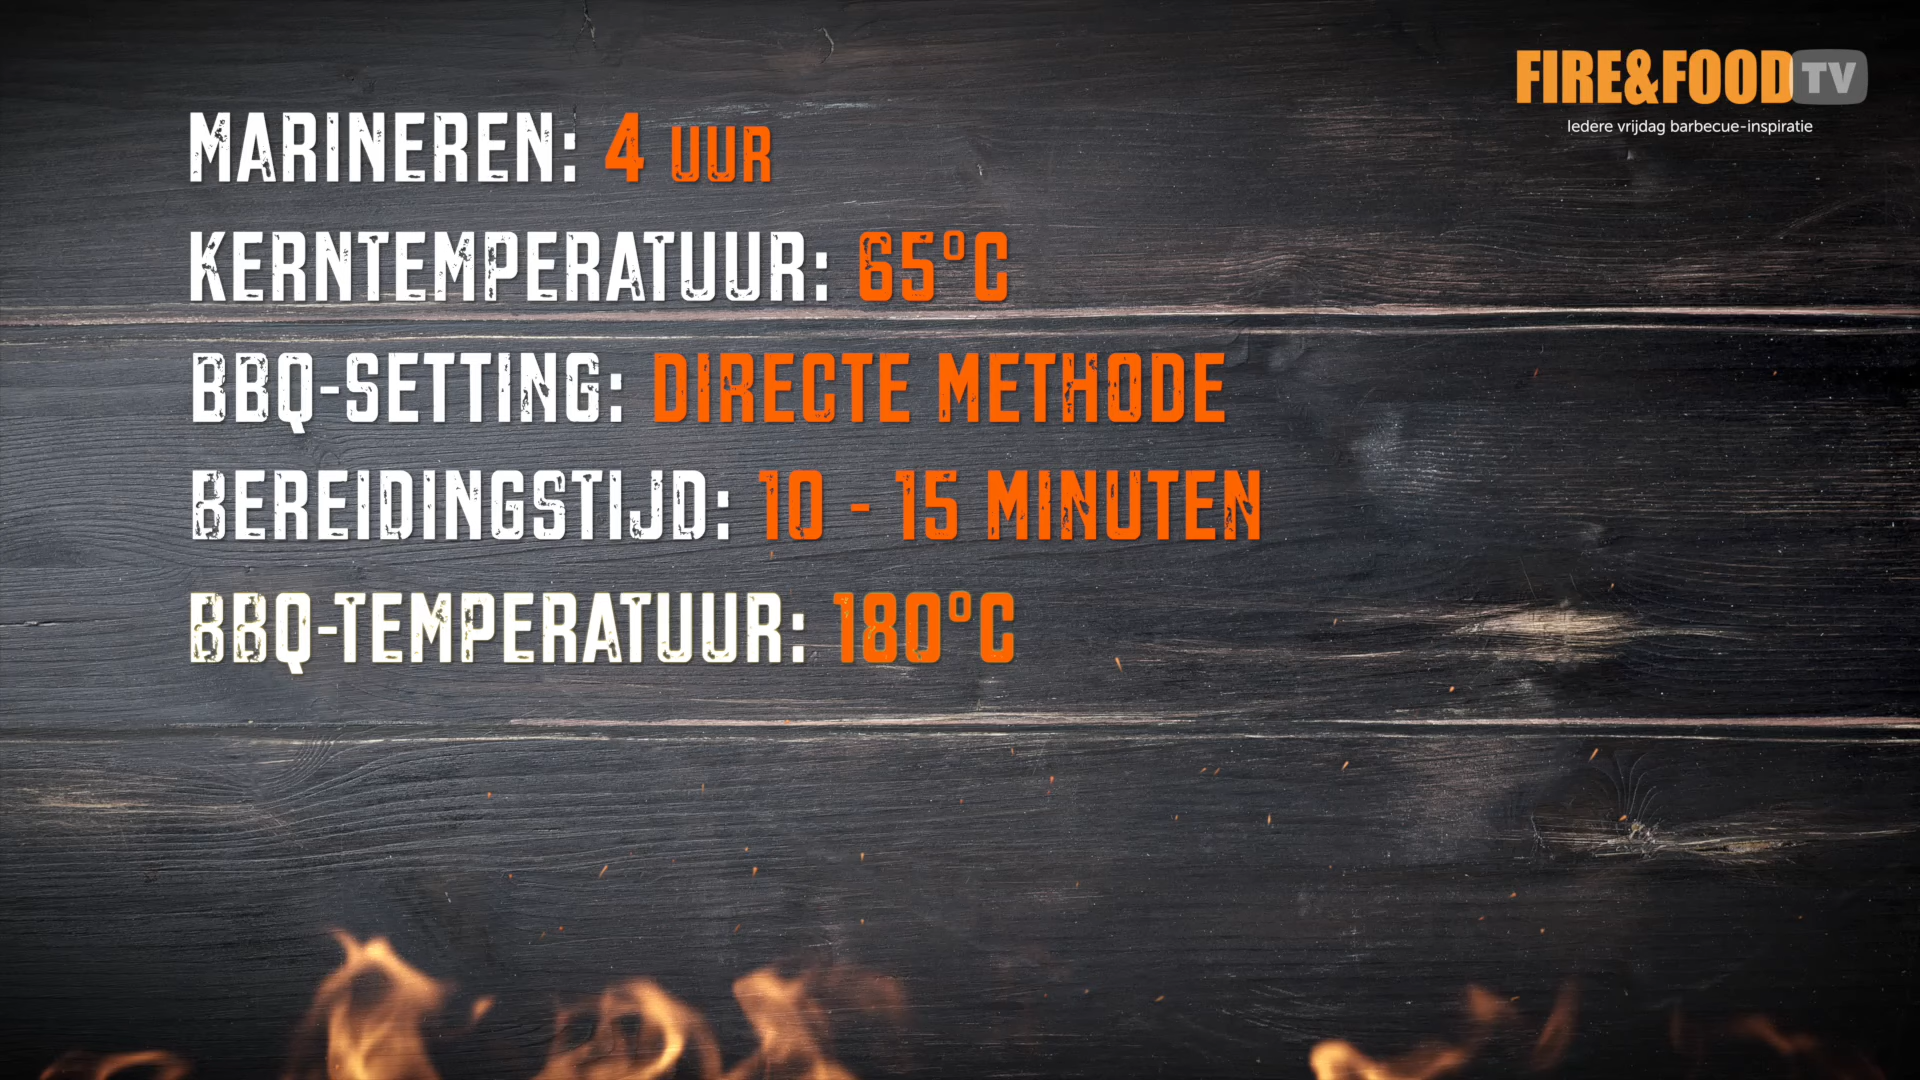 FIRE&FOOD TV
Iedere vrijdag barbecue-inspiratie
MARINEREN: 4 UUR
KERNTEMPERATUUR: 65°C
BBQ-SETTING: DIRECTE METHODE
BEREIDINGSTIJD: 10 - 15 MINUTEN
BBQ-TEMPERATUUR: 180°C